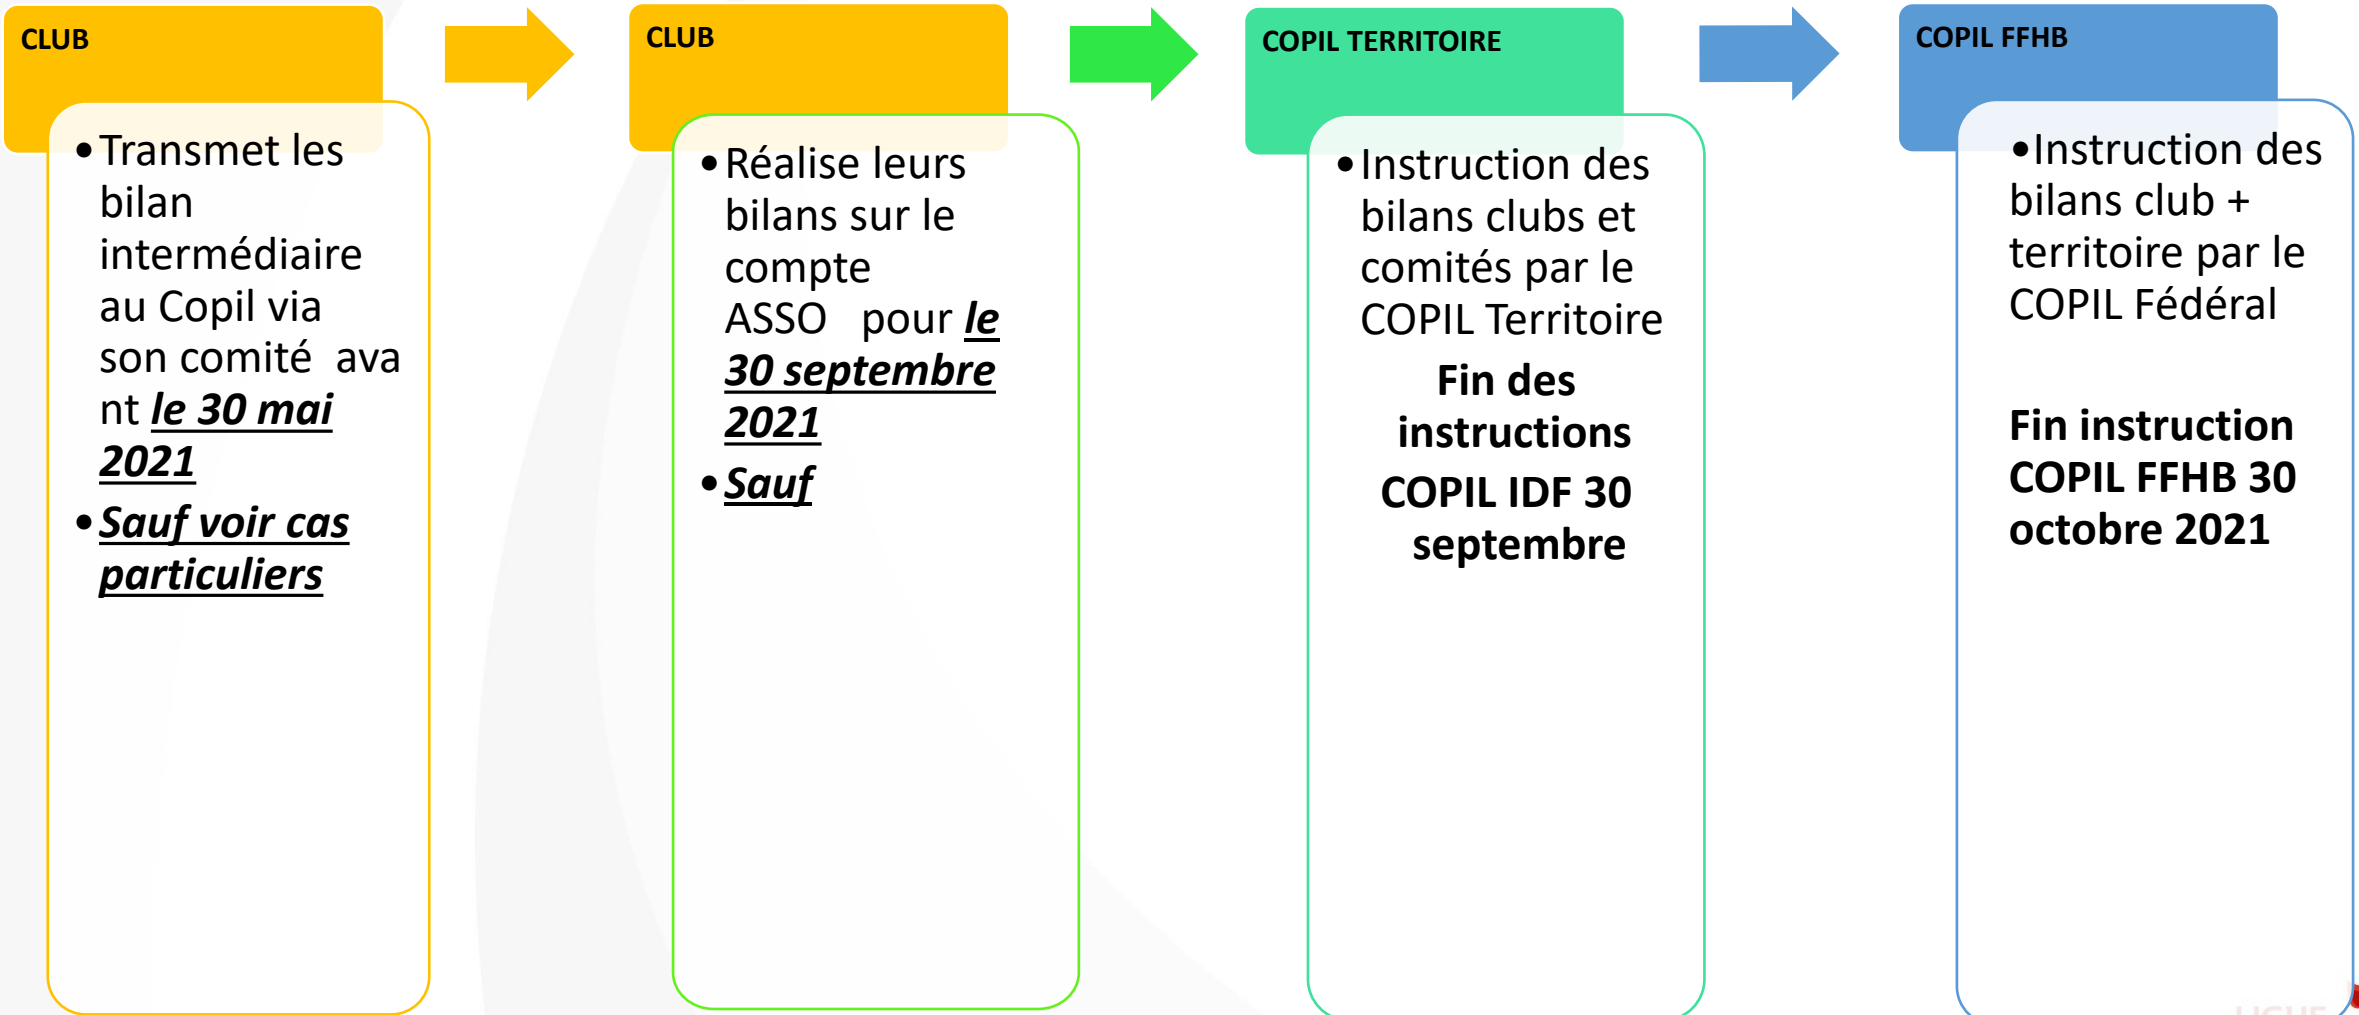 CLUB
•Transmet les
bilan
intermédiaire
au Copil via
son comité  ava
nt le 30 mai
2021
•Sauf voir cas
particuliers
CLUB
•Réalise leurs
bilans sur le
compte
ASSO   pour le
30 septembre
2021
•Sauf
COPIL TERRITOIRE
•Instruction des
bilans clubs et
comités par le
COPIL Territoire
Fin des
instructions
COPIL IDF 30
septembre
COPIL FFHB
•Instruction des
bilans club +
territoire par le
COPIL Fédéral
Fin instruction
COPIL FFHB 30
octobre 2021